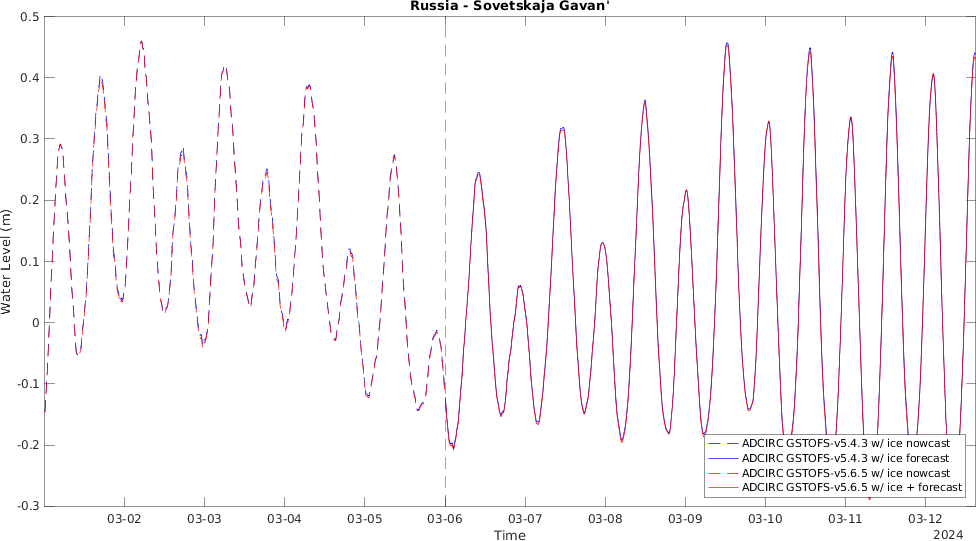 Russia - Sovetskaja Gavan'
Water Level (m)
0.5
0.4
0.3
0.2
0.1
0
-0.1
-0.2
-0.3
ADCIRC GSTOFS-v5.4.3 w/ ice nowcast
ADCIRC GSTOFS-v5.4.3 w/ ice forecast
ADCIRC GSTOFS-v5.6.5 w/ ice nowcast
ADCIRC GSTOFS-v5.6.5 w/ ice + forecast
03-02 03-03 03-04 03-05 03-06 03-07 03-08 03-09 03-10 03-11 03-12
Time
2024